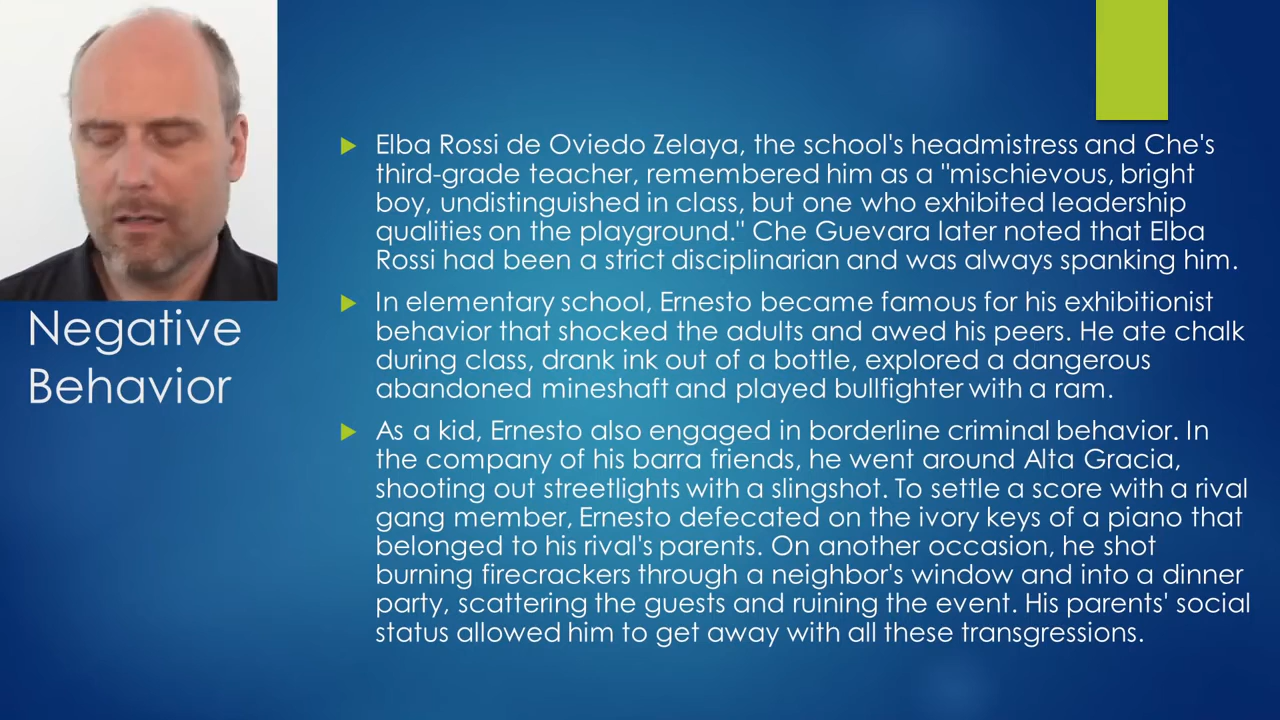 Negative
Behavior
Elba Rossi de Oviedo Zelaya, the school's headmistress and Che's
third-grade teacher, remembered him as a "mischievous, bright
boy, undistinguished in class, but one who exhibited leadership
qualities on the playground." Che Guevara later noted that Elba
Rossi had been a strict disciplinarian and was always spanking him.
In elementary school, Ernesto became famous for his exhibitionist
behavior that shocked the adults and awed his peers. He ate chalk
during class, drank ink out of a bottle, explored a dangerous
abandoned mineshaft and played bullfighter with a ram.
As a kid, Ernesto also engaged in borderline criminal behavior. In
the company of his barra friends, he went around Alta Gracia,
shooting out streetlights with a slingshot. To settle a score with a rival
gang member, Ernesto defecated on the ivory keys of a piano that
belonged to his rival's parents. On another occasion, he shot
burning firecrackers through a neighbor's window and into a dinner
party, scattering the guests and ruining the event. His parents' social
status allowed him to get away with all these transgressions.